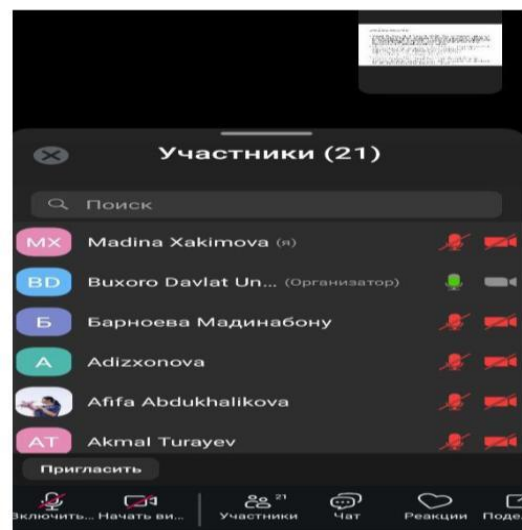 Участники (21)
Поиск
MX Madina Xakimova (я)
BD Buxoro Davlat Un... (Организатор)
Б Барноева Мадинабону
A Adizxonova
Afifa Abdukhalikova
AT Akmal Turayev
Пригласить
21
Включить... Начать ви... Участники Чат Реакции Поде